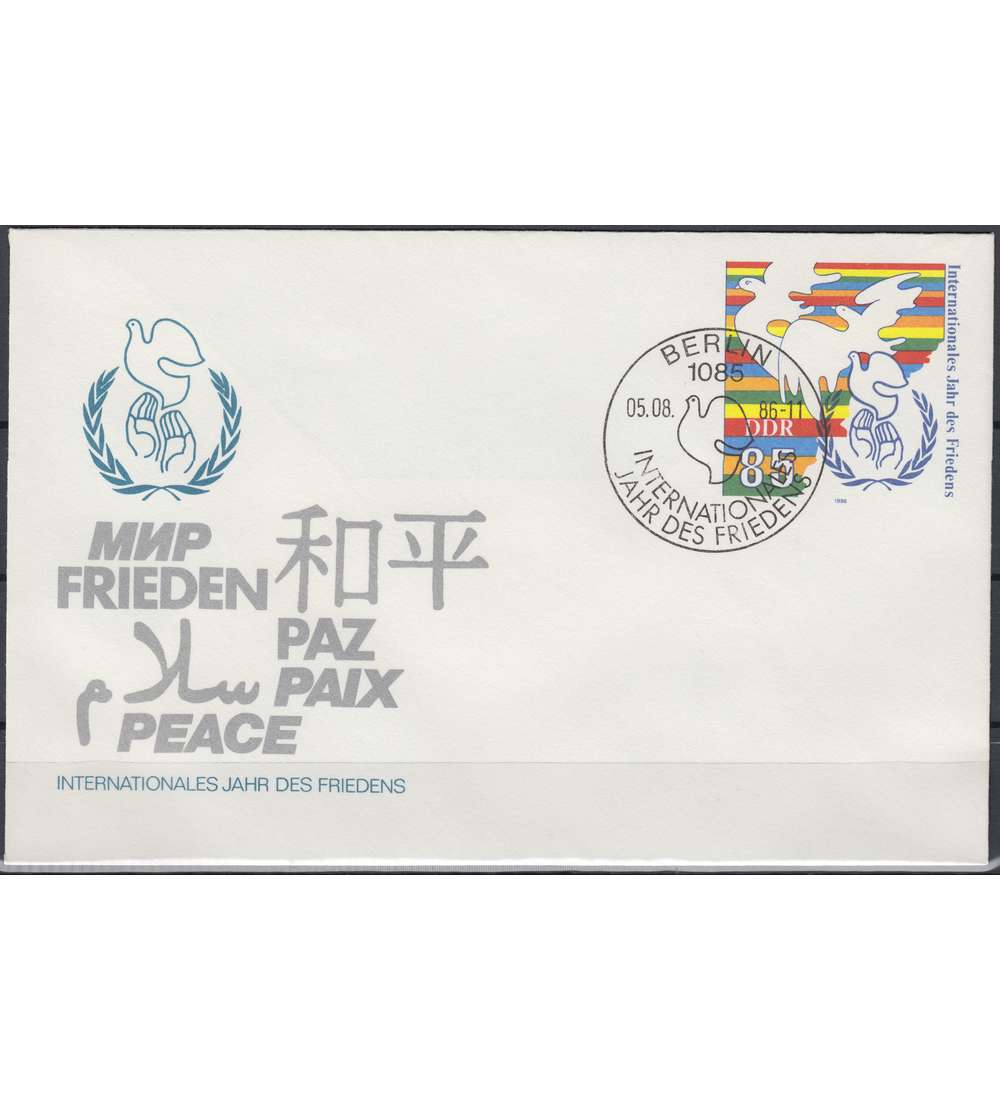 МИР
FRIEDEN
和平
سلام
PAZ
PAIX
PEACE
INTERNATIONALES JAHR DES FRIEDENS
BERLIN
1085
05.08. 86-11
INTERNATIONALES
JAHR DES FRIEDENS
DDR
85
1986
Internationales Jahr des Friedens